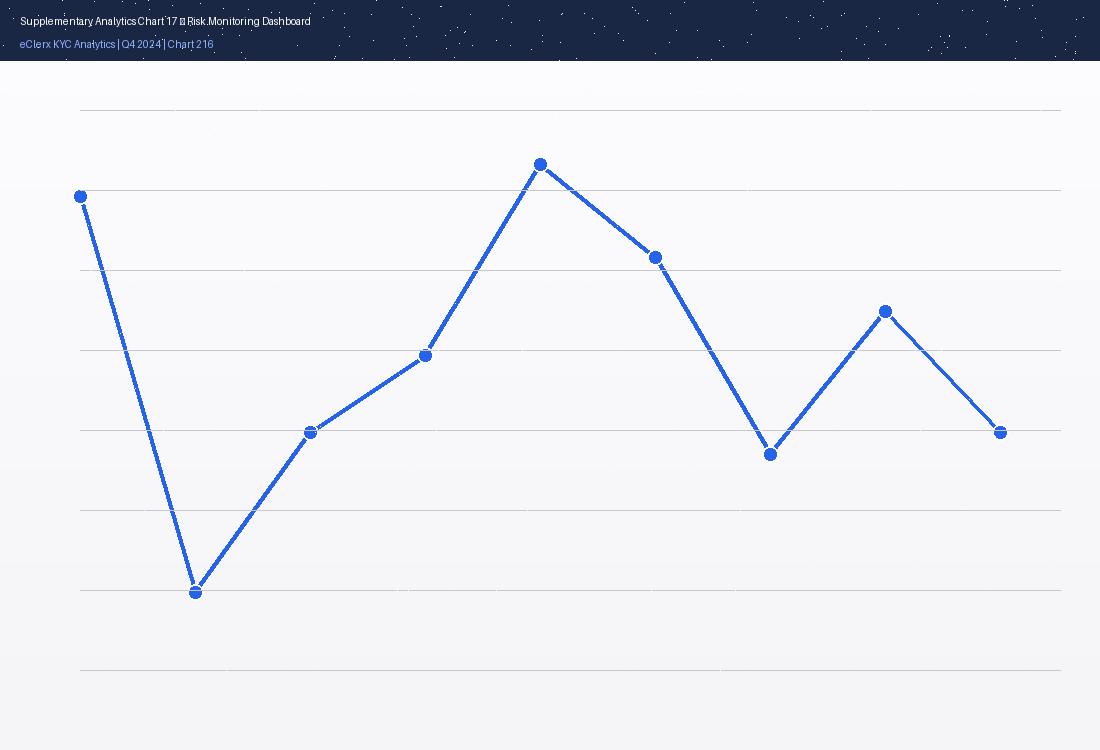 Supplementary Analytics Chart 17 ▯ Risk Monitoring Dashboard
eClerx KYC Analytics | Q4 2024 | Chart 216